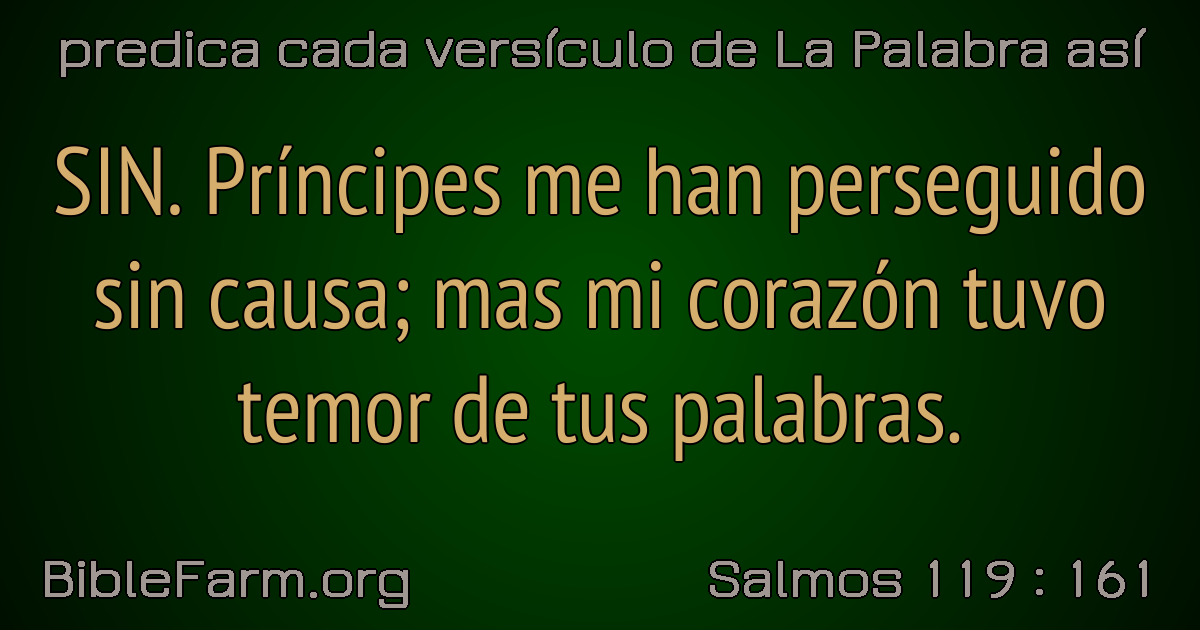 predica cada versículo de La Palabra así
SIN. Príncipes me han perseguido
sin causa; mas mi corazón tuvo
temor de tus palabras.
BibleFarm.org
Salmos 119 : 161